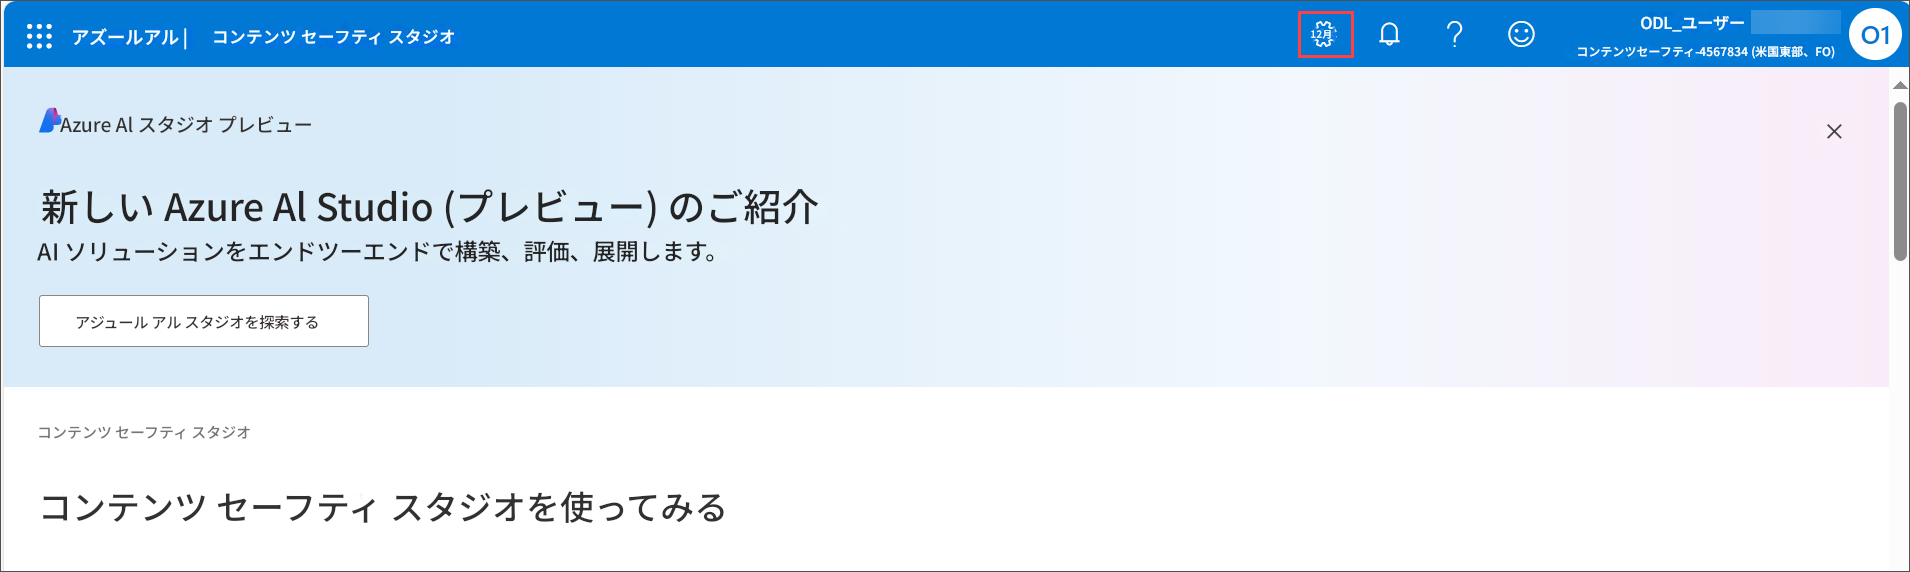 アズールアル | コンテンツ セーフティ スタジオ
12月
ODL_ユーザー
コンテンツセーフティ-4567834 (米国東部、FO)
O1
Azure Al スタジオ プレビュー
新しい Azure Al Studio (プレビュー) のご紹介
AI ソリューションをエンドツーエンドで構築、評価、展開します。
アジュール アル スタジオを探索する
コンテンツ セーフティ スタジオ
コンテンツ セーフティ スタジオを使ってみる